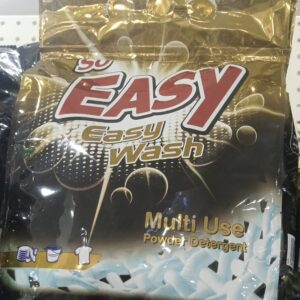 So
EASY
Easy
Wash
Multi Use
Powder Detergent